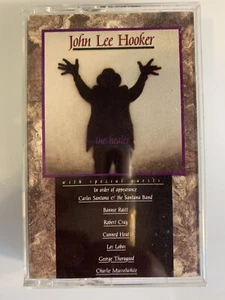 John Lee Hooker
the healer
with special guests
In order of appearance
Carlos Santana & the Santana Band
Bonnie Raitt
Robert Cray
Canned Heat
Los Lobos
George Thorogood
Charlie Musselwhite